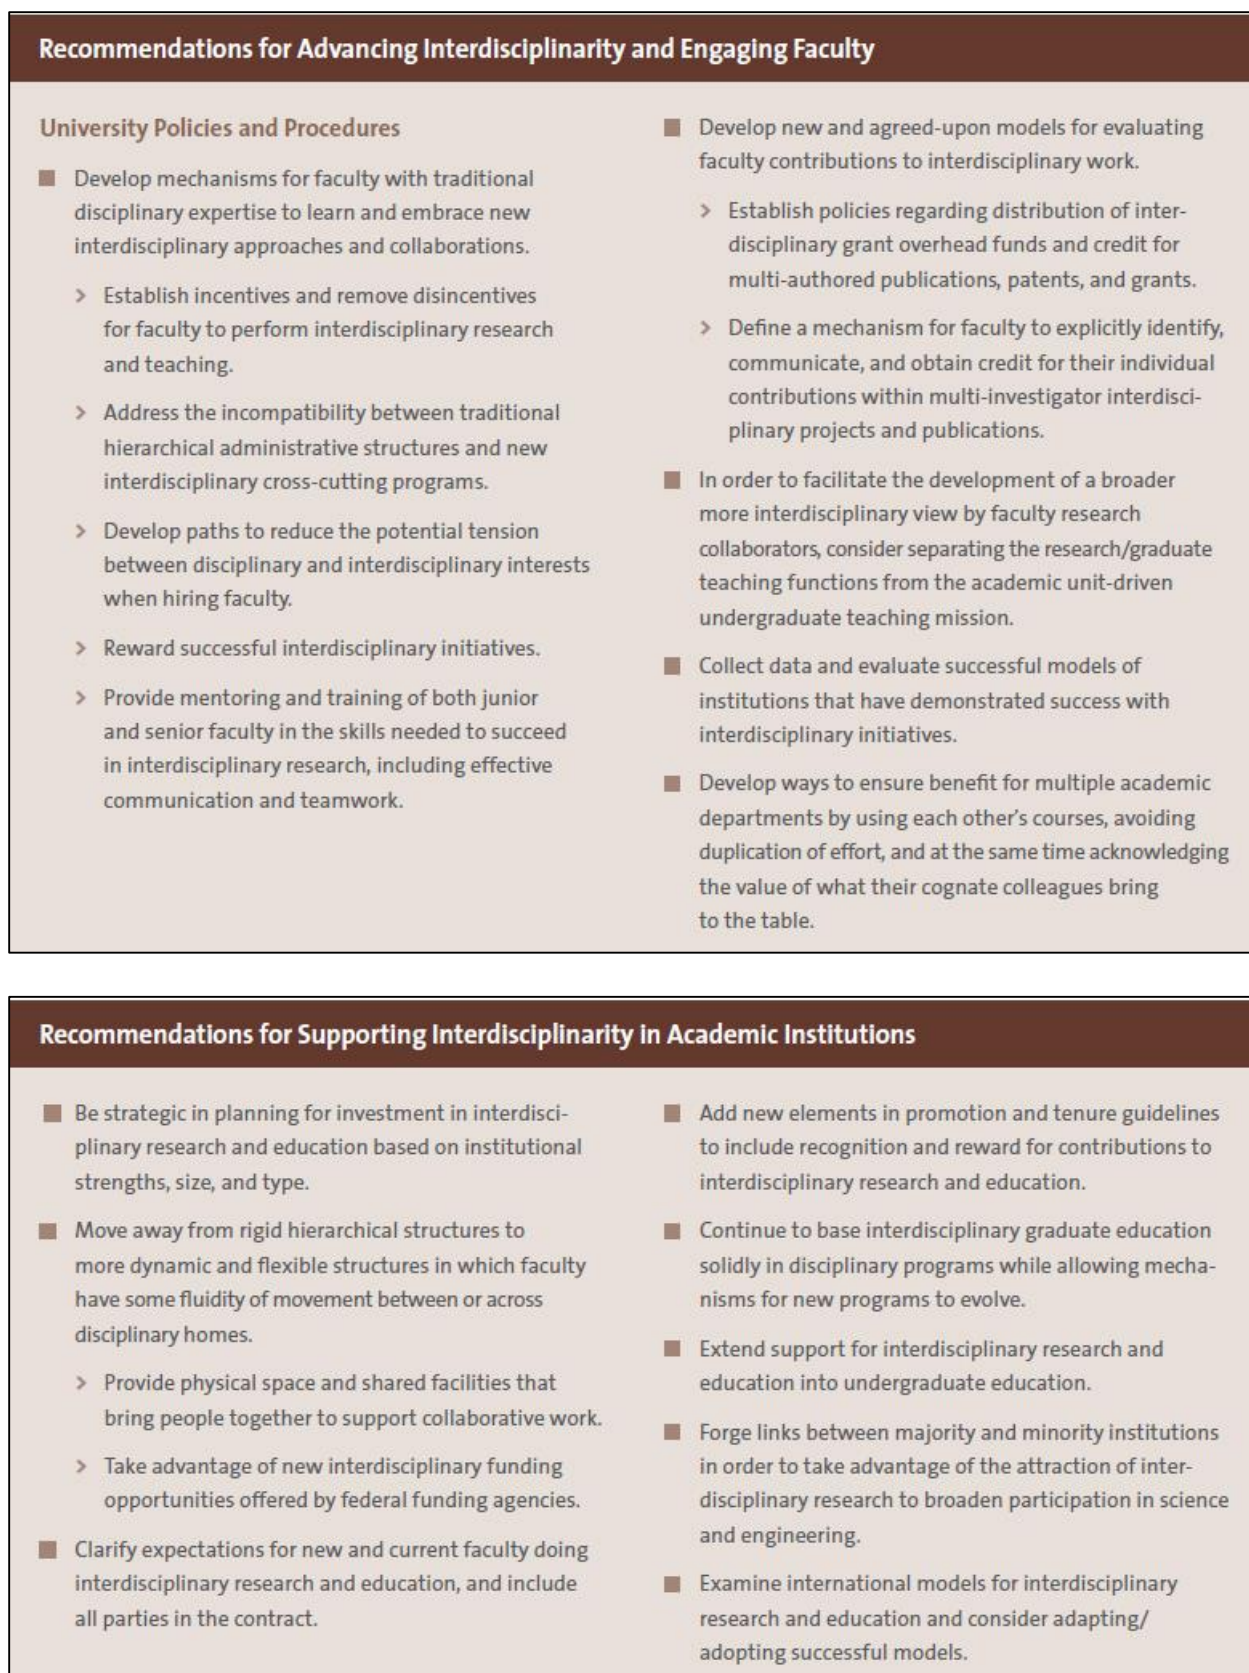 Recommendations for Advancing Interdisciplinarity and Engaging Faculty
University Policies and Procedures
■ Develop mechanisms for faculty with traditional
disciplinary expertise to learn and embrace new
interdisciplinary approaches and collaborations.
> Establish incentives and remove disincentives
for faculty to perform interdisciplinary research
and teaching.
> Address the incompatibility between traditional
hierarchical administrative structures and new
interdisciplinary cross-cutting programs.
> Develop paths to reduce the potential tension
between disciplinary and interdisciplinary interests
when hiring faculty.
> Reward successful interdisciplinary initiatives.
> Provide mentoring and training of both junior
and senior faculty in the skills needed to succeed
in interdisciplinary research, including effective
communication and teamwork.
■ Develop new and agreed-upon models for evaluating
faculty contributions to interdisciplinary work.
> Establish policies regarding distribution of inter-
disciplinary grant overhead funds and credit for
multi-authored publications, patents, and grants.
> Define a mechanism for faculty to explicitly identify,
communicate, and obtain credit for their individual
contributions within multi-investigator interdisci-
plinary projects and publications.
■ In order to facilitate the development of a broader
more interdisciplinary view by faculty research
collaborators, consider separating the research/graduate
teaching functions from the academic unit-driven
undergraduate teaching mission.
■ Collect data and evaluate successful models of
institutions that have demonstrated success with
interdisciplinary initiatives.
■ Develop ways to ensure benefit for multiple academic
departments by using each other's courses, avoiding
duplication of effort, and at the same time acknowledging
the value of what their cognate colleagues bring
to the table.
Recommendations for Supporting Interdisciplinarity in Academic Institutions
■ Be strategic in planning for investment in interdisci-
plinary research and education based on institutional
strengths, size, and type.
■ Move away from rigid hierarchical structures to
more dynamic and flexible structures in which faculty
have some fluidity of movement between or across
disciplinary homes.
> Provide physical space and shared facilities that
bring people together to support collaborative work.
> Take advantage of new interdisciplinary funding
opportunities offered by federal funding agencies.
■ Clarify expectations for new and current faculty doing
interdisciplinary research and education, and include
all parties in the contract.
■ Add new elements in promotion and tenure guidelines
to include recognition and reward for contributions to
interdisciplinary research and education.
■ Continue to base interdisciplinary graduate education
solidly in disciplinary programs while allowing mecha-
nisms for new programs to evolve.
■ Extend support for interdisciplinary research and
education into undergraduate education.
■ Forge links between majority and minority institutions
in order to take advantage of the attraction of inter-
disciplinary research to broaden participation in science
and engineering.
■ Examine international models for interdisciplinary
research and education and consider adapting/
adopting successful models.